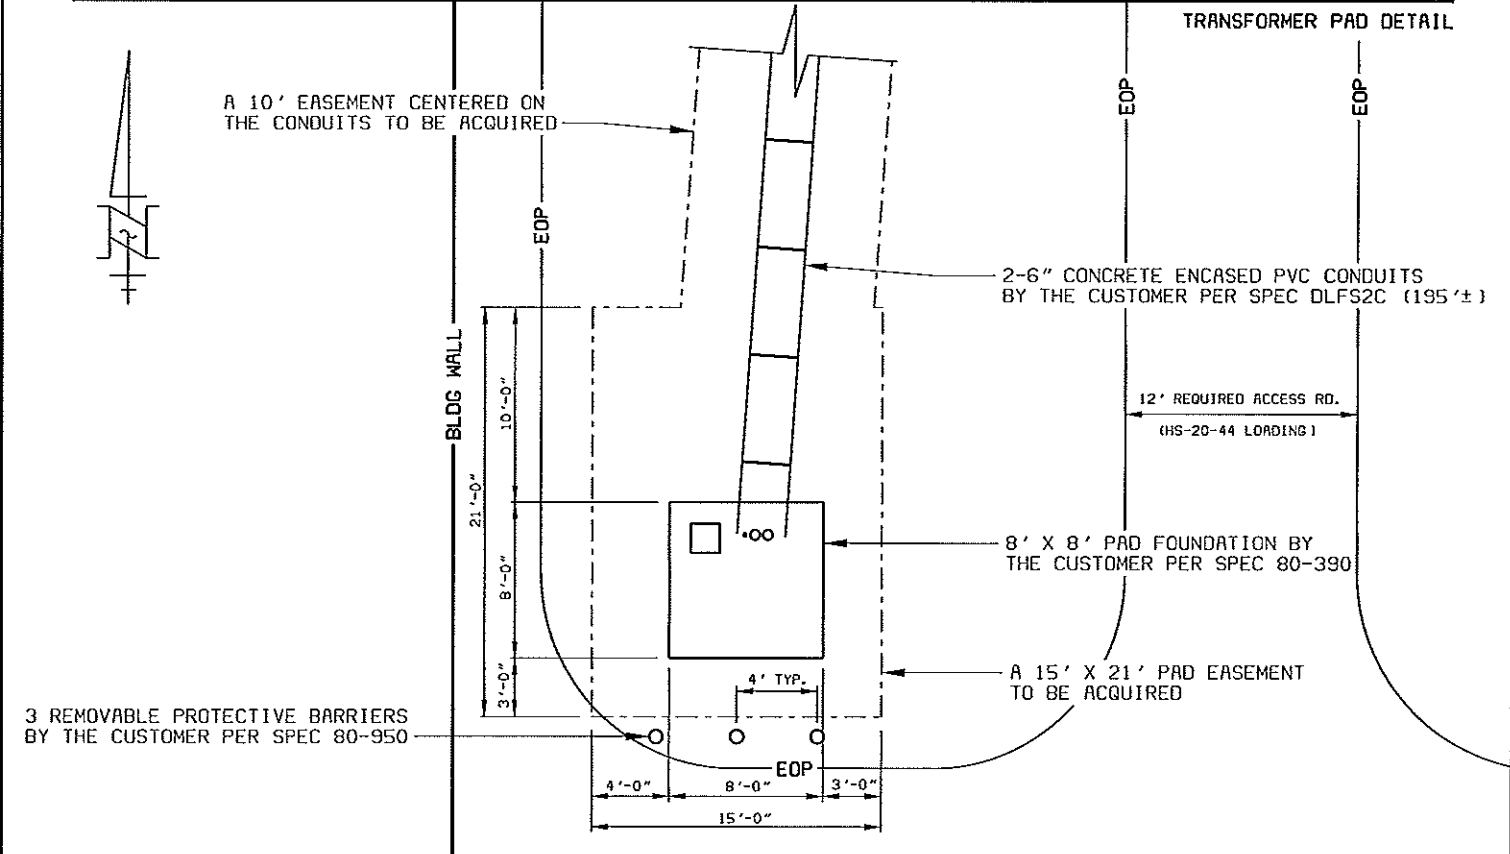 TRANSFORMER PAD DETAIL
EOP
EOP
A 10' EASEMENT CENTERED ON
THE CONDUITS TO BE ACQUIRED
N
EOP
2-6" CONCRETE ENCASED PVC CONDUITS
BY THE CUSTOMER PER SPEC DLFS2C (195'±)
BLDG WALL
10'-0"
12' REQUIRED ACCESS RD.
(HS-20-44 LOADING)
21'-0"
8' X 8' PAD FOUNDATION BY
THE CUSTOMER PER SPEC 80-390
8'-0"
A 15' X 21' PAD EASEMENT
TO BE ACQUIRED
4' TYP.
3'-0"
3 REMOVABLE PROTECTIVE BARRIERS
BY THE CUSTOMER PER SPEC 80-950
EOP
4'-0"
8'-0"
3'-0"
15'-0"